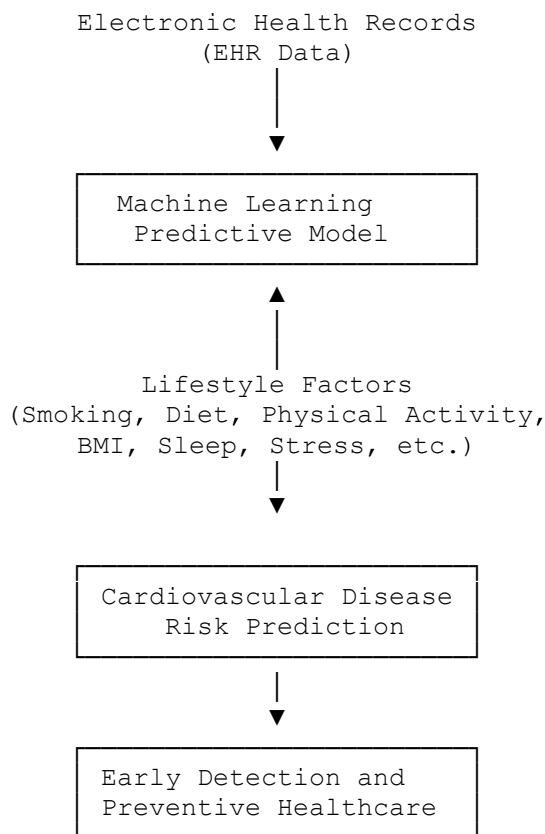 Electronic Health Records
(EHR Data)
Machine Learning
Predictive Model
Lifestyle Factors
(Smoking, Diet, Physical Activity,
BMI, Sleep, Stress, etc.)
Cardiovascular Disease
Risk Prediction
Early Detection and
Preventive Healthcare